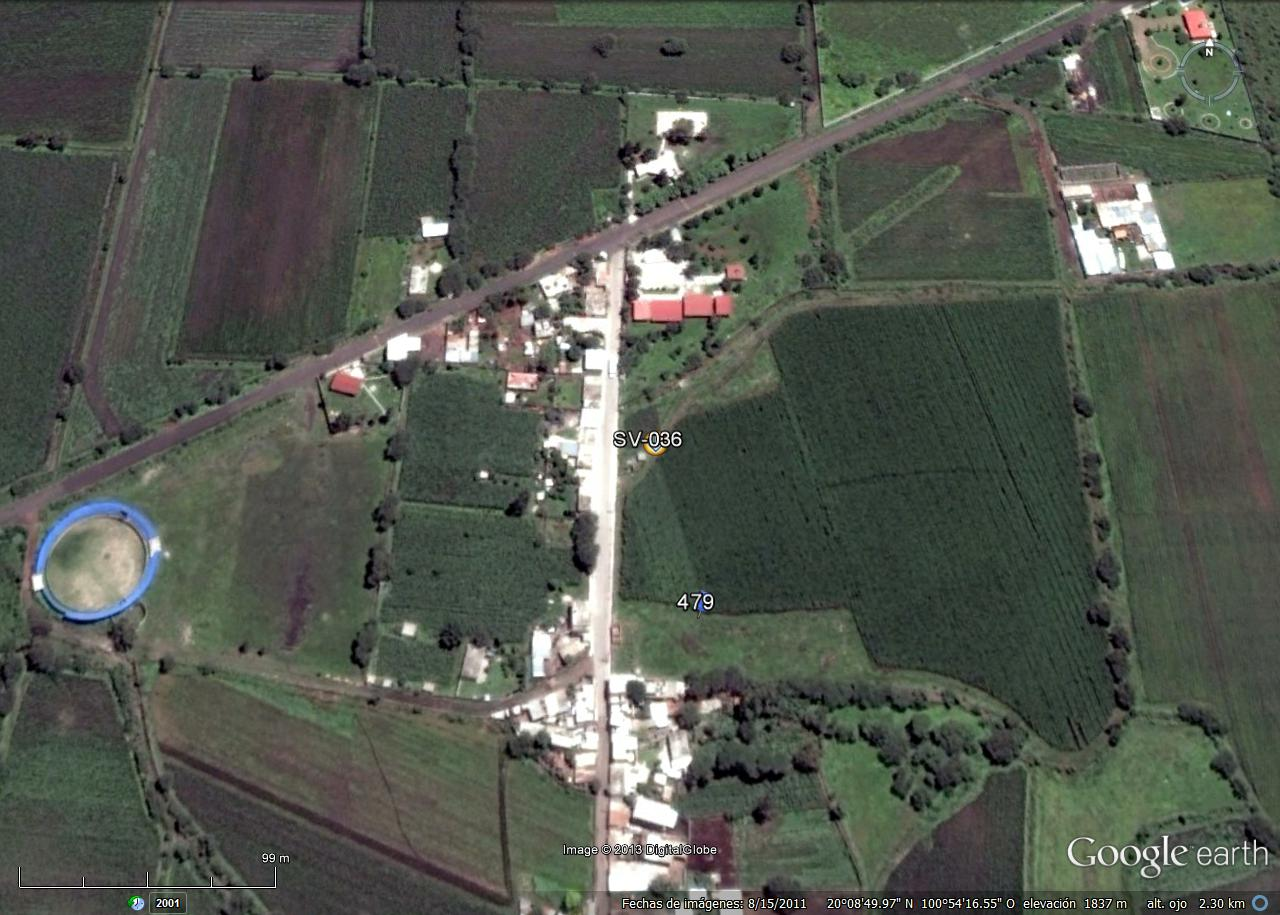 N
SV-036
479
Image © 2013 DigitalGlobe
Google earth
99 m
2001
Fechas de imágenes: 8/15/2011 20°08'49.97" N 100°54'16.55" O elevación 1837 m alt. ojo 2.30 km